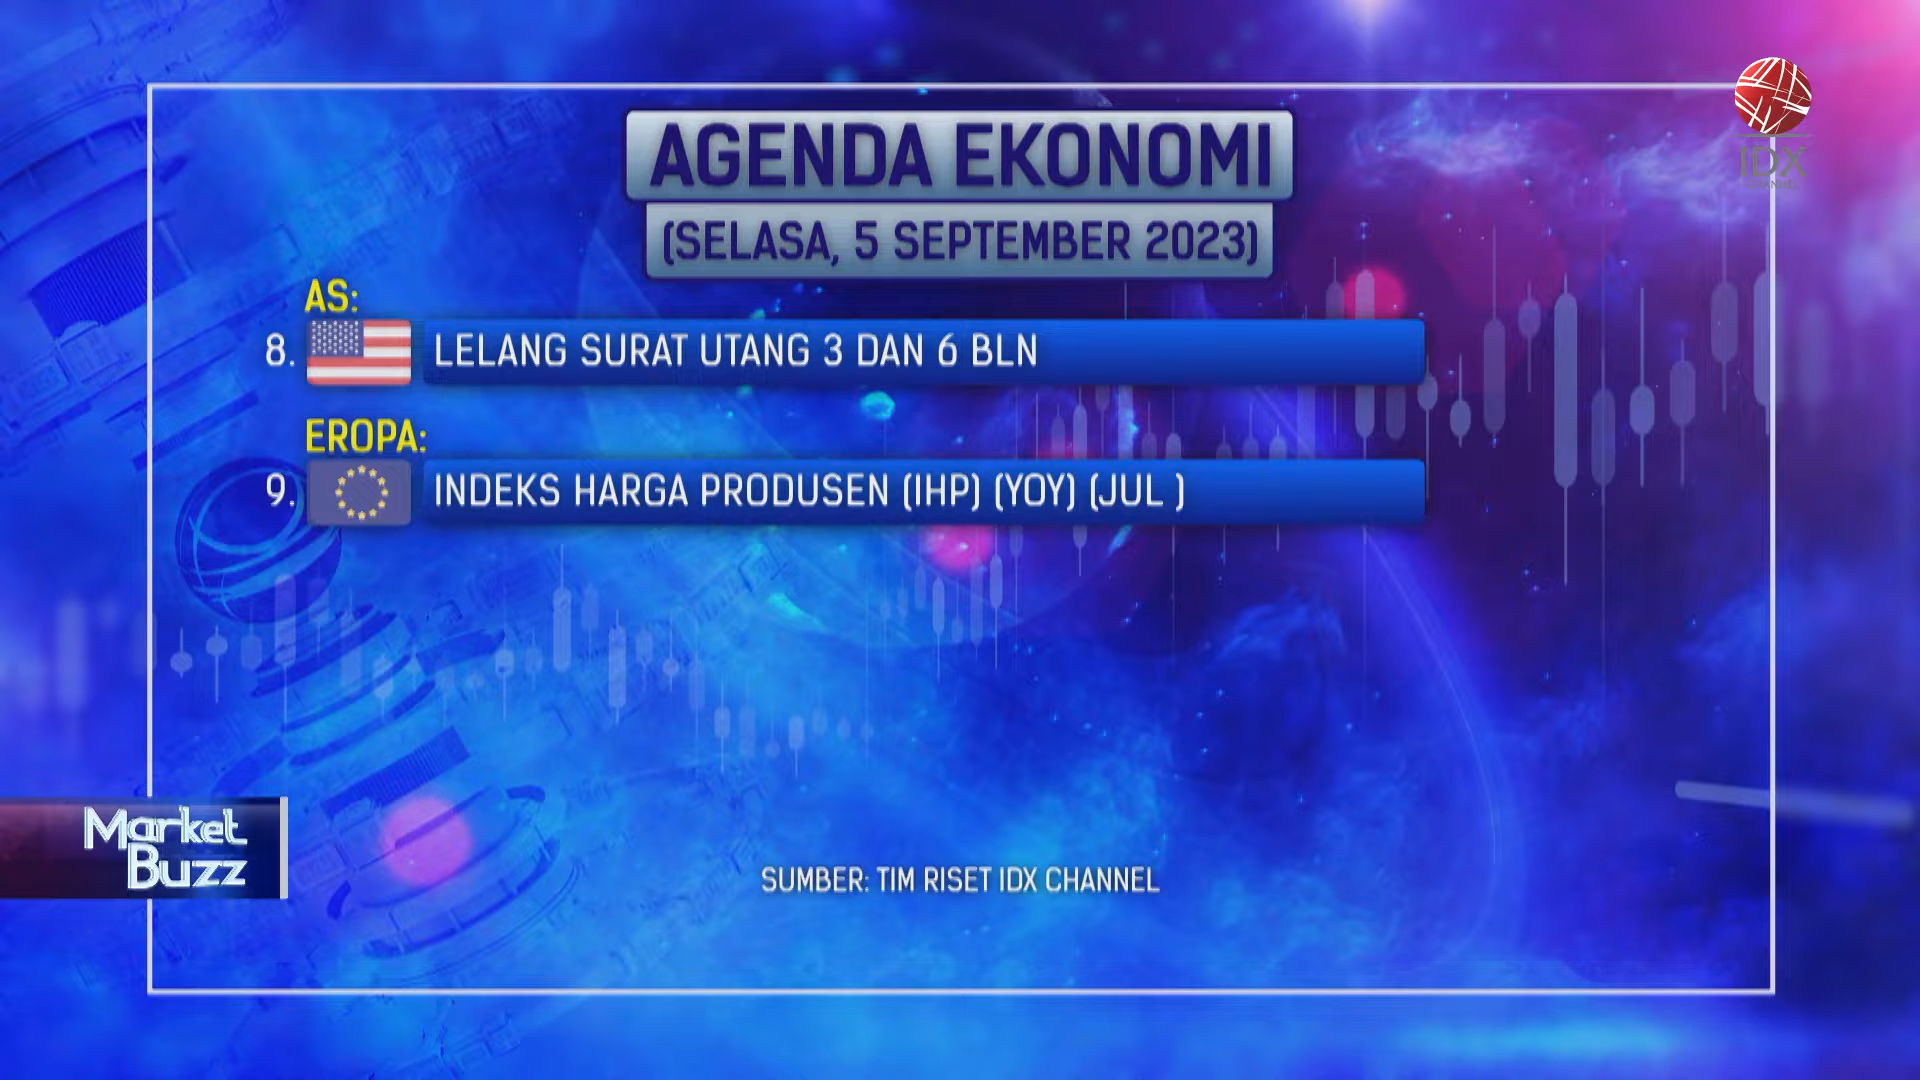 IDX
CHANNEL
AGENDA EKONOMI
(SELASA, 5 SEPTEMBER 2023)
AS:
8. LELANG SURAT UTANG 3 DAN 6 BLN
EROPA:
9. INDEKS HARGA PRODUSEN (IHP) (YOY) (JUL )
Market
Buzz
SUMBER: TIM RISET IDX CHANNEL